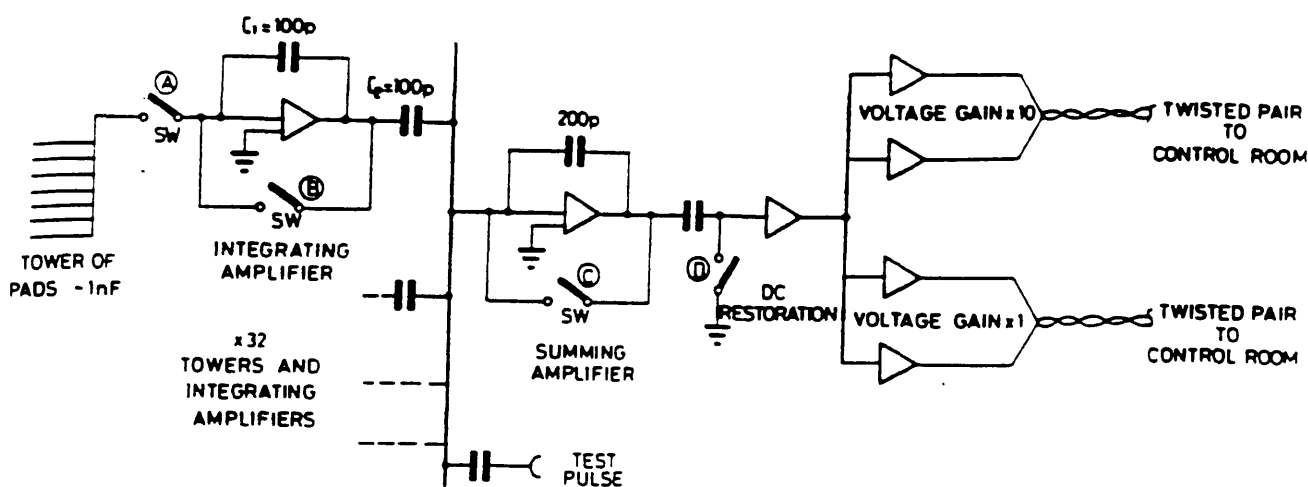 C₁ = 100p
Ⓐ
SW
C₂ = 100p
Ⓑ
SW
INTEGRATING
AMPLIFIER
TOWER OF
PADS ~1nF
x 32
TOWERS AND
INTEGRATING
AMPLIFIERS
200p
Ⓒ
SW
SUMMING
AMPLIFIER
TEST
PULSE
Ⓓ
DC
RESTORATION
VOLTAGE GAIN x 10
TWISTED PAIR
TO
CONTROL ROOM
VOLTAGE GAIN x 1
TWISTED PAIR
TO
CONTROL ROOM